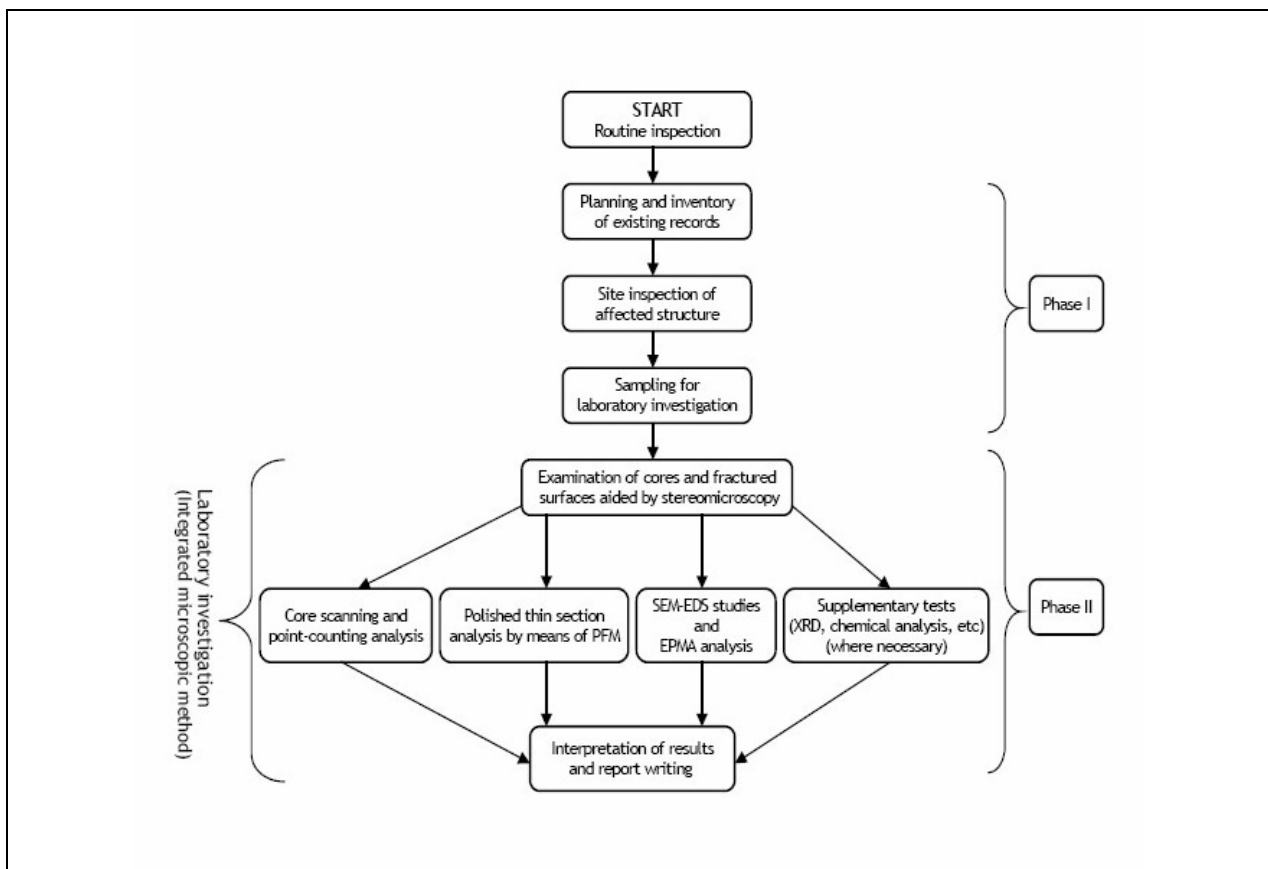 START
Routine inspection
Planning and inventory
of existing records
Site inspection of
affected structure
Phase I
Sampling for
laboratory investigation
Examination of cores and fractured
surfaces aided by stereomicroscopy
Laboratory investigation
(Integrated microscopic method)
Core scanning and
point-counting analysis
Polished thin section
analysis by means of PFM
SEM-EDS studies
and
EPMA analysis
Supplementary tests
(XRD, chemical analysis, etc)
(where necessary)
Phase II
Interpretation of results
and report writing